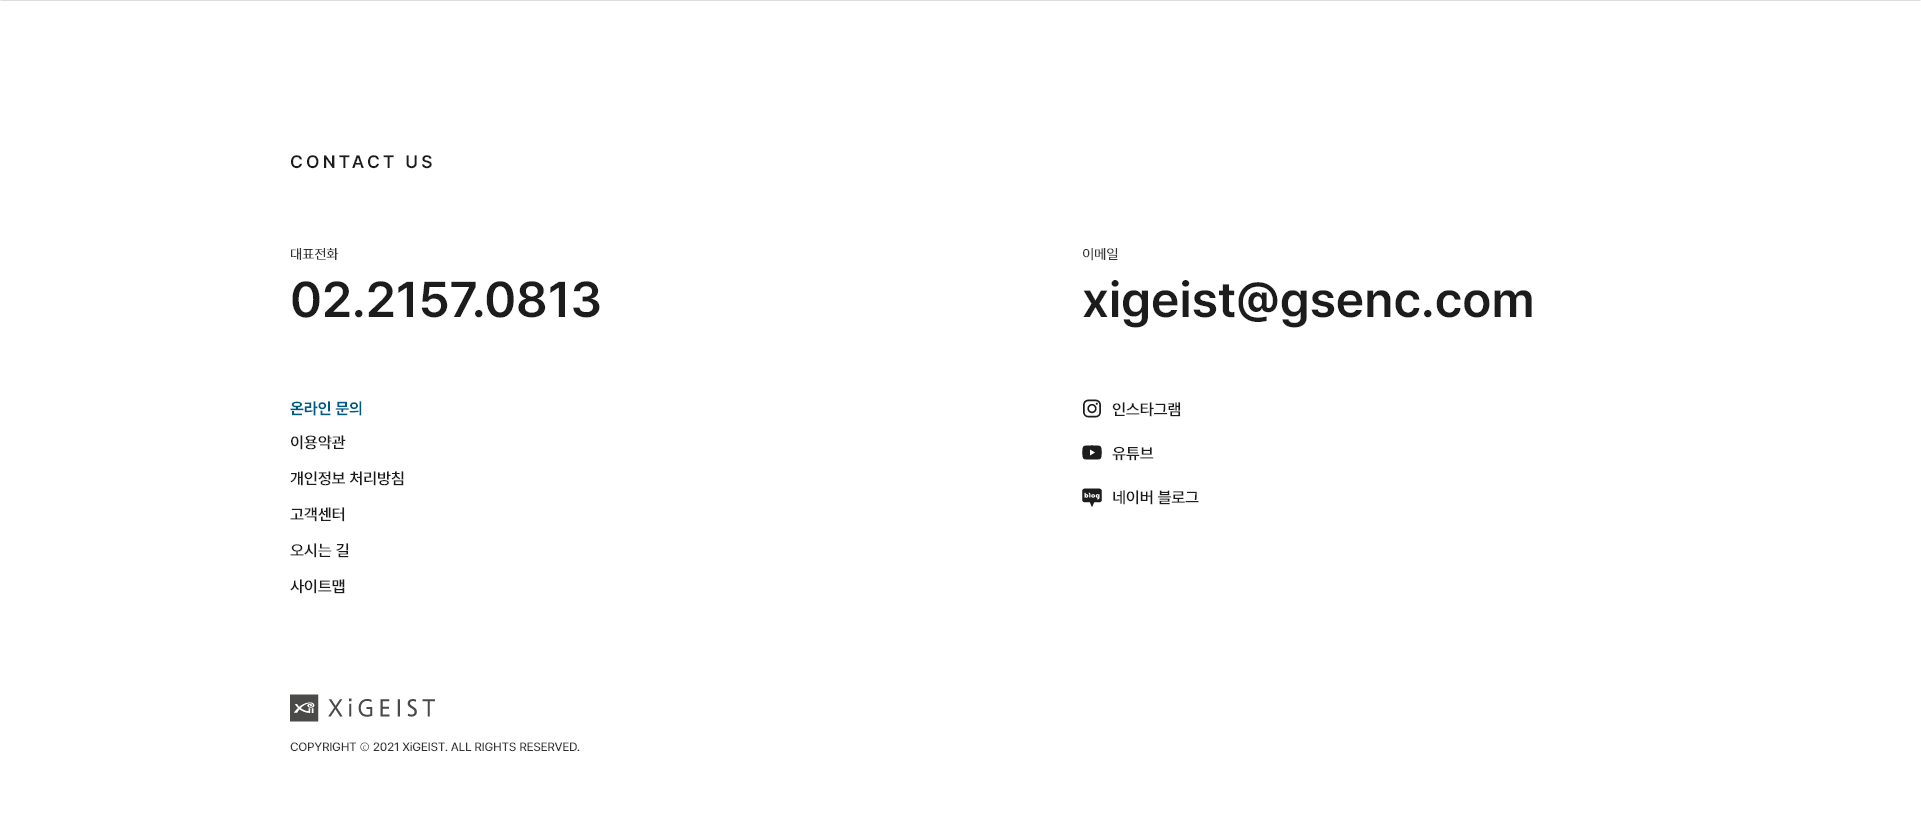 CONTACT US
대표전화
02.2157.0813
이메일
xigeist@gsenc.com
온라인 문의
이용약관
개인정보 처리방침
고객센터
오시는 길
사이트맵
인스타그램
유튜브
blog 네이버 블로그
Xi XiGEIST
COPYRIGHT © 2021 XiGEIST. ALL RIGHTS RESERVED.